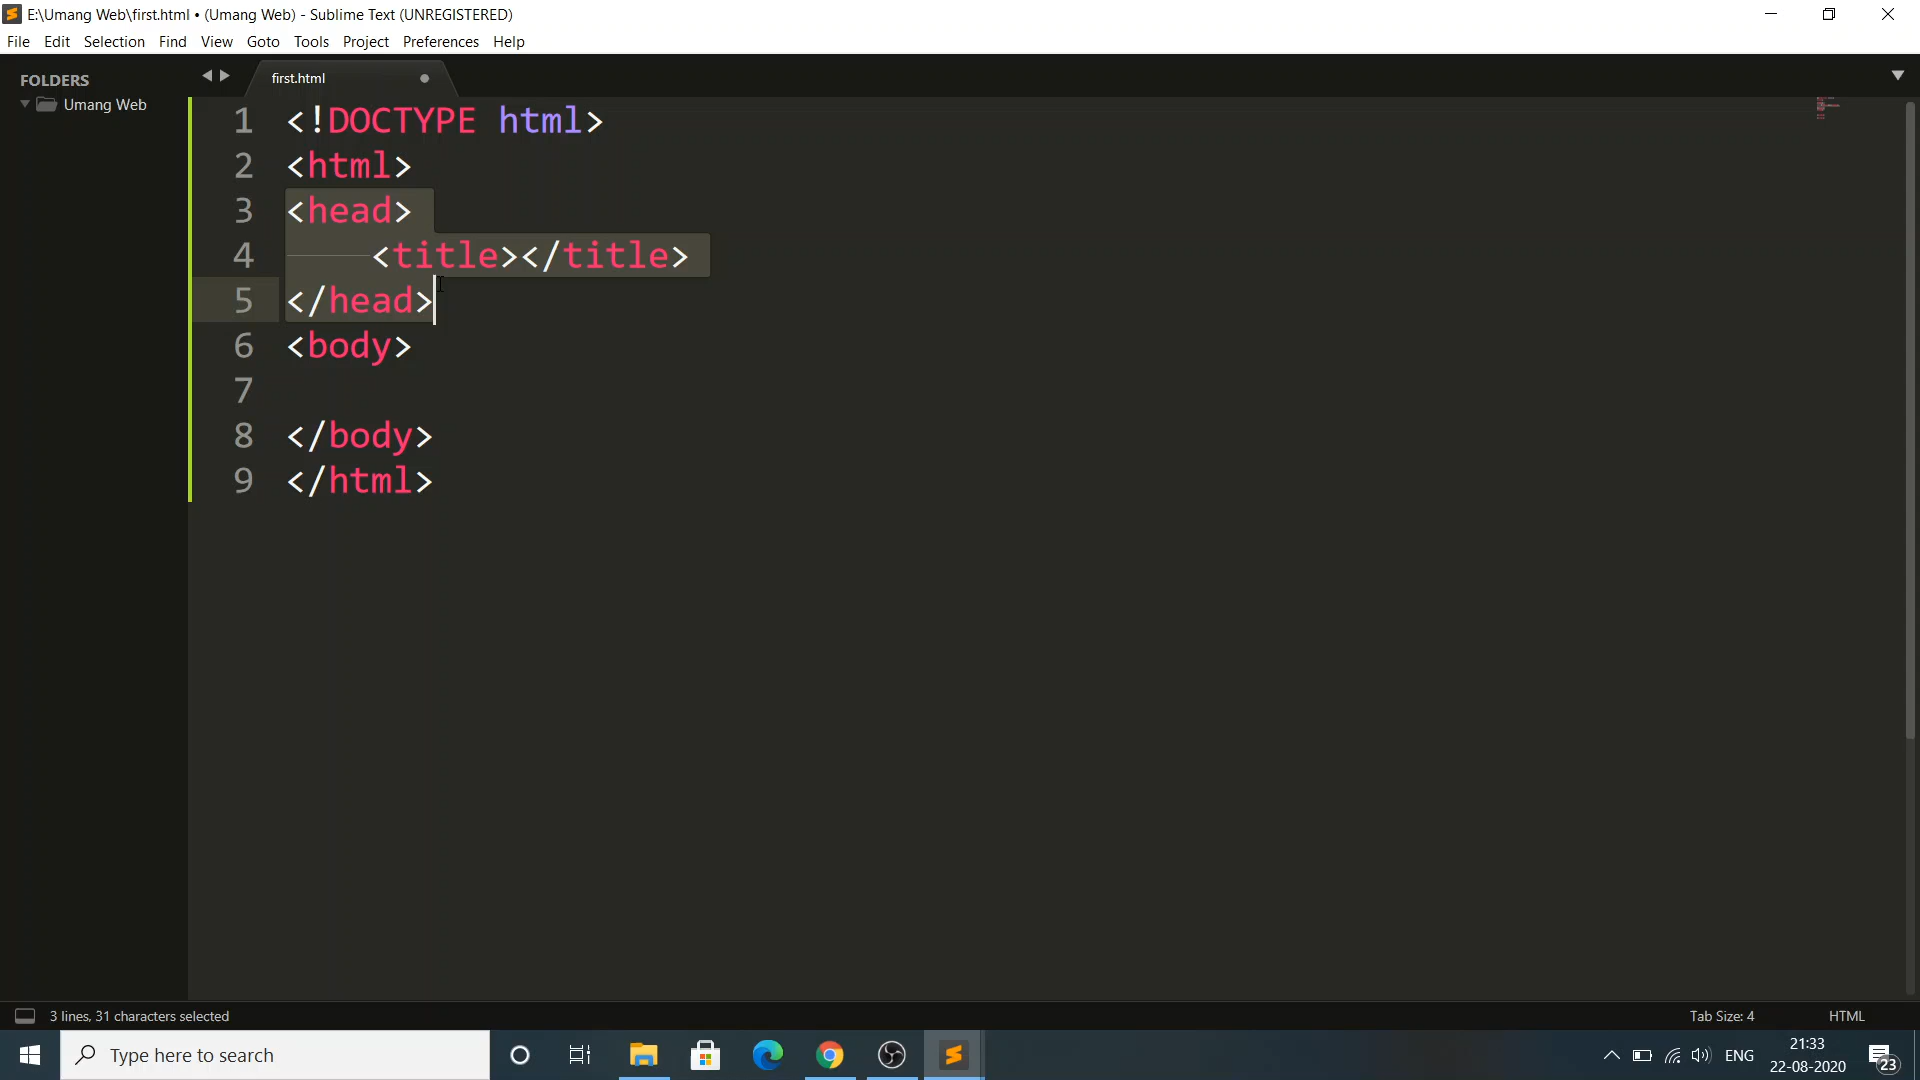 E:\Umang Web\first.html • (Umang Web) - Sublime Text (UNREGISTERED)
File Edit Selection Find View Goto Tools Project Preferences Help
FOLDERS
Umang Web
first.html
1 <!DOCTYPE html>
2 <html>
3 <head>
4 <title></title>
5 </head>
6 <body>
7
8 </body>
9 </html>
3 lines, 31 characters selected
Tab Size: 4
HTML
Type here to search
ENG
21:33
22-08-2020
23